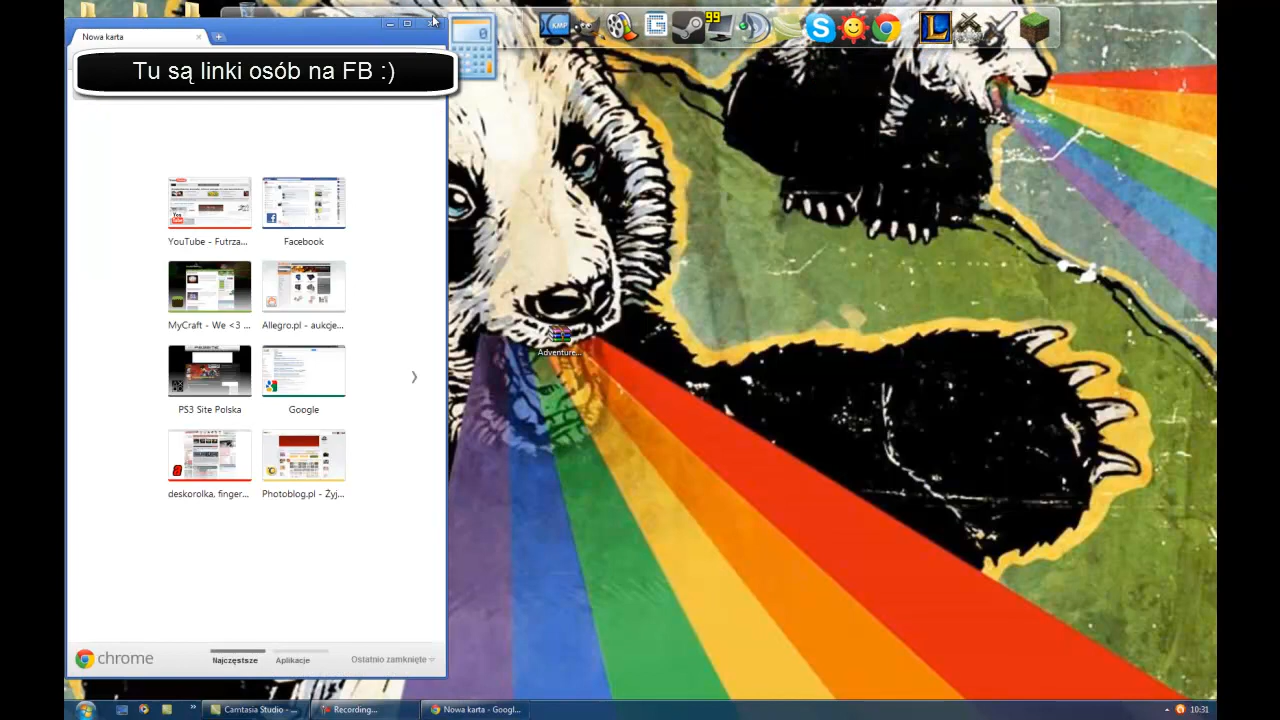 Nowa karta
Tu są linki osób na FB :)
99
0
YouTube - Futrza...
Facebook
MyCraft - We <3 ...
Allegro.pl - aukcje...
PS3 Site Polska
Google
deskorolka, finger...
Photoblog.pl - Żyj...
Adventure...
chrome
Najczęstsze
Aplikacje
Ostatnio zamknięte
Camtasia Studio - ...
Recording...
Nowa karta - Googl...
10:31